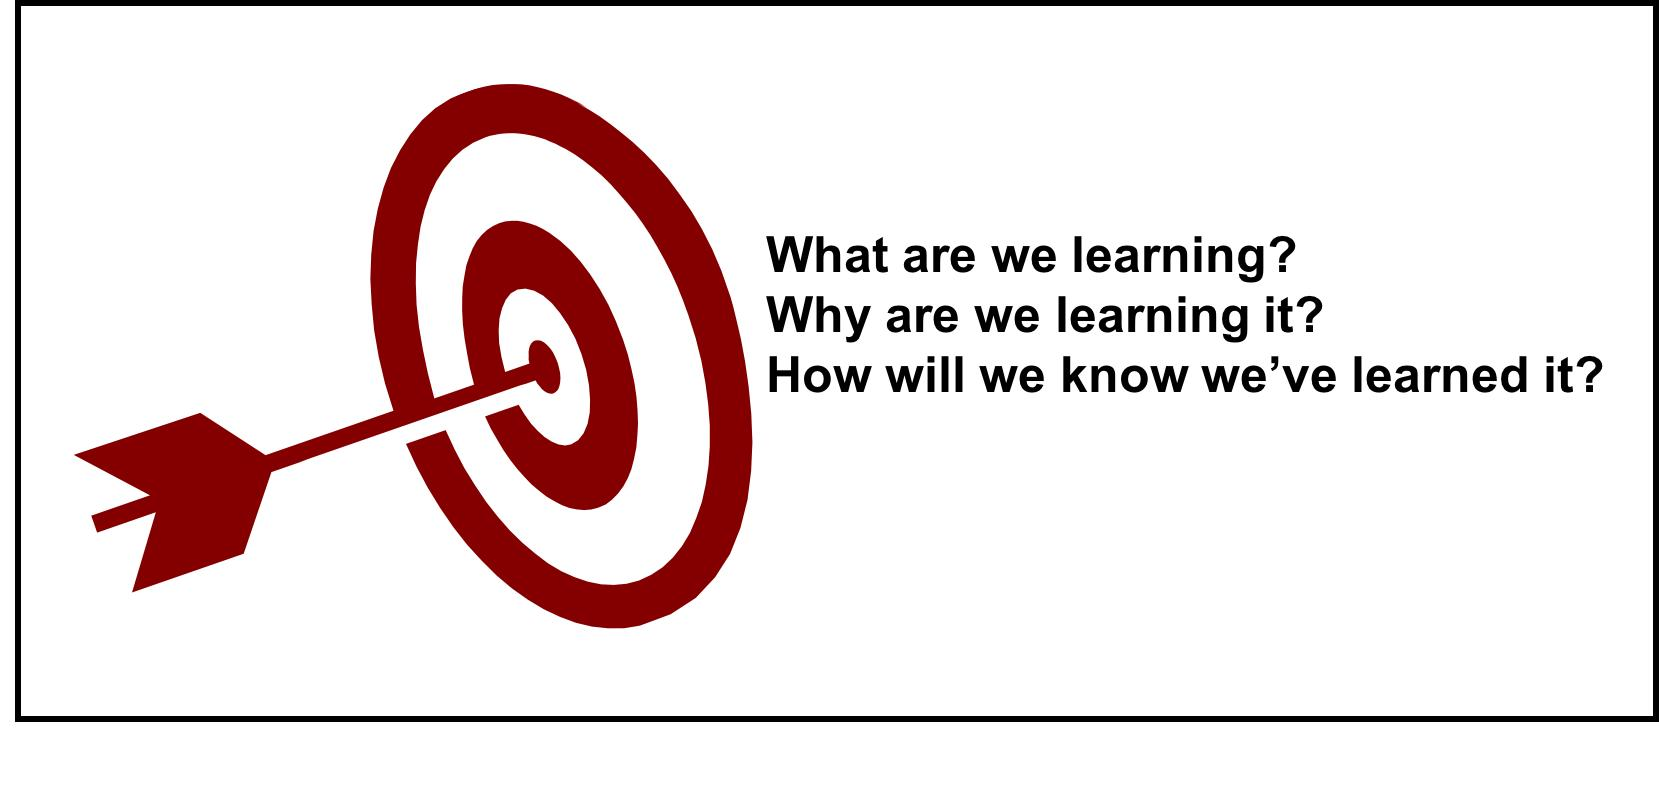 What are we learning?
Why are we learning it?
How will we know we’ve learned it?